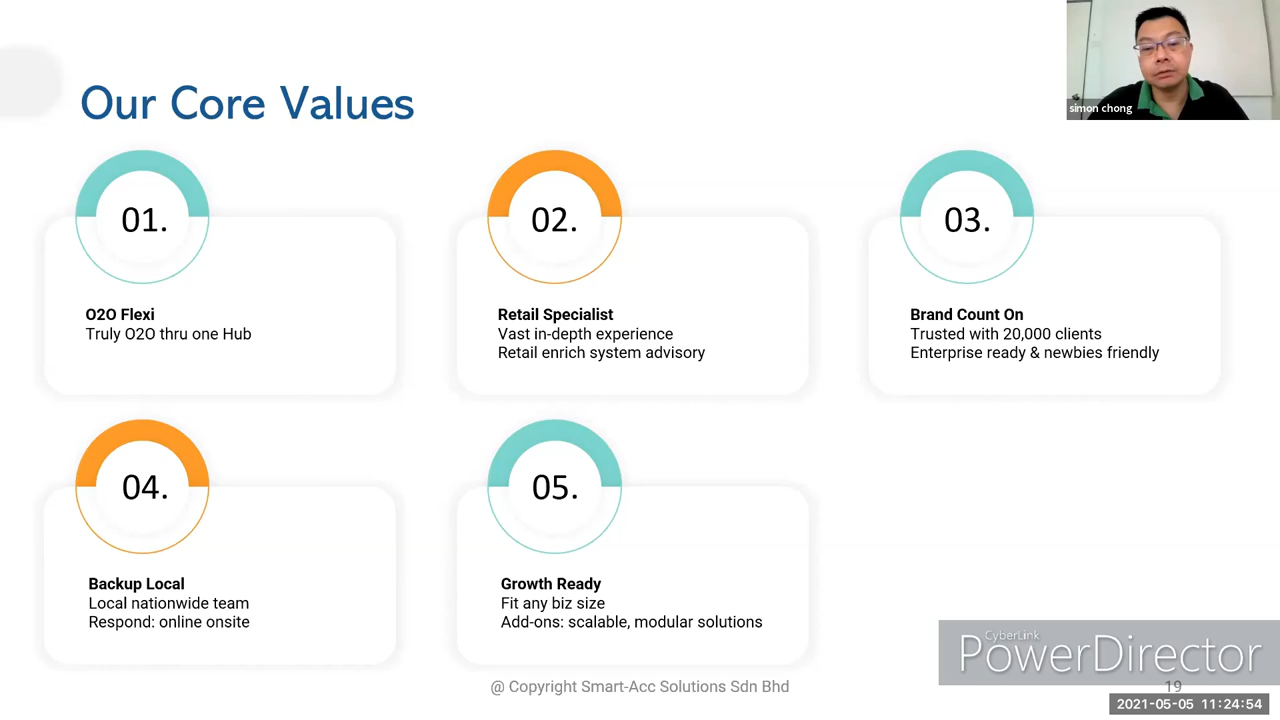 simon chong
Our Core Values
01.
O2O Flexi
Truly O2O thru one Hub
02.
Retail Specialist
Vast in-depth experience
Retail enrich system advisory
03.
Brand Count On
Trusted with 20,000 clients
Enterprise ready & newbies friendly
04.
Backup Local
Local nationwide team
Respond: online onsite
05.
Growth Ready
Fit any biz size
Add-ons: scalable, modular solutions
CyberLink
PowerDirector
@ Copyright Smart-Acc Solutions Sdn Bhd
19
2021-05-05 11:24:54